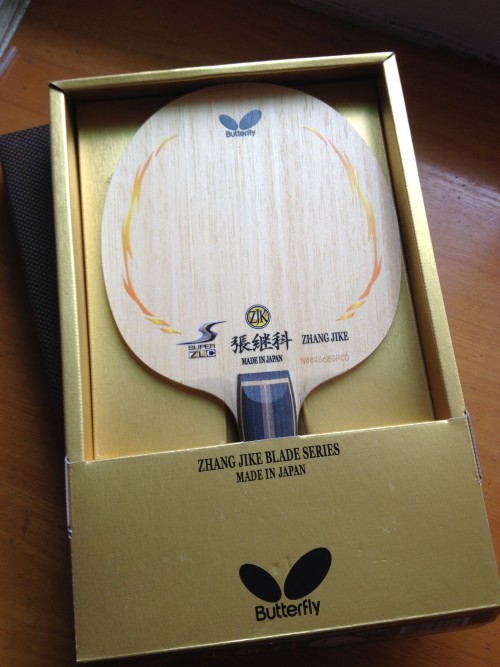 Butterfly
ZJK
SUPER
ZLC
張継科
ZHANG JIKE
MADE IN JAPAN
ZHANG JIKE BLADE SERIES
MADE IN JAPAN
Butterfly